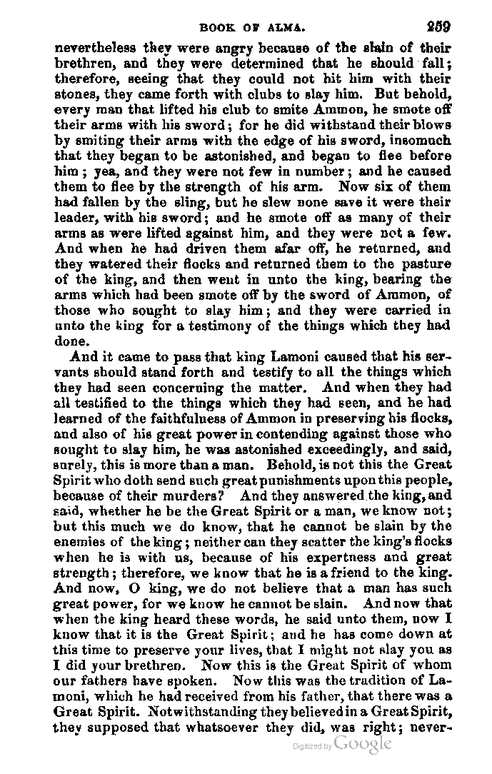 BOOK OF ALMA. 259
nevertheless they were angry because of the slain of their
brethren, and they were determined that he should fall;
therefore, seeing that they could not hit him with their
stones, they came forth with clubs to slay him. But behold,
every man that lifted his club to smite Ammon, he smote off
their arms with his sword; for he did withstand their blows
by smiting their arms with the edge of his sword, insomuch
that they began to be astonished, and began to flee before
him; yea, and they were not few in number; and he caused
them to flee by the strength of his arm. Now six of them
had fallen by the sling, but he slew none save it were their
leader, with his sword; and he smote off as many of their
arms as were lifted against him, and they were not a few.
And when he had driven them afar off, he returned, and
they watered their flocks and returned them to the pasture
of the king, and then went in unto the king, bearing the
arms which had been smote off by the sword of Ammon, of
those who sought to slay him; and they were carried in
unto the king for a testimony of the things which they had
done.
And it came to pass that king Lamoni caused that his ser-
vants should stand forth and testify to all the things which
they had seen concerning the matter. And when they had
all testified to the things which they had seen, and he had
learned of the faithfulness of Ammon in preserving his flocks,
and also of his great power in contending against those who
sought to slay him, he was astonished exceedingly, and said,
surely, this is more than a man. Behold, is not this the Great
Spirit who doth send such great punishments upon this people,
because of their murders? And they answered the king, and
said, whether he be the Great Spirit or a man, we know not;
but this much we do know, that he cannot be slain by the
enemies of the king; neither can they scatter the king's flocks
when he is with us, because of his expertness and great
strength; therefore, we know that he is a friend to the king.
And now, O king, we do not believe that a man has such
great power, for we know he cannot be slain. And now that
when the king heard these words, he said unto them, now I
know that it is the Great Spirit; and he has come down at
this time to preserve your lives, that I might not slay you as
I did your brethren. Now this is the Great Spirit of whom
our fathers have spoken. Now this was the tradition of La-
moni, which he had received from his father, that there was a
Great Spirit. Notwithstanding they believed in a Great Spirit,
they supposed that whatsoever they did, was right; never-
Digitized by Google